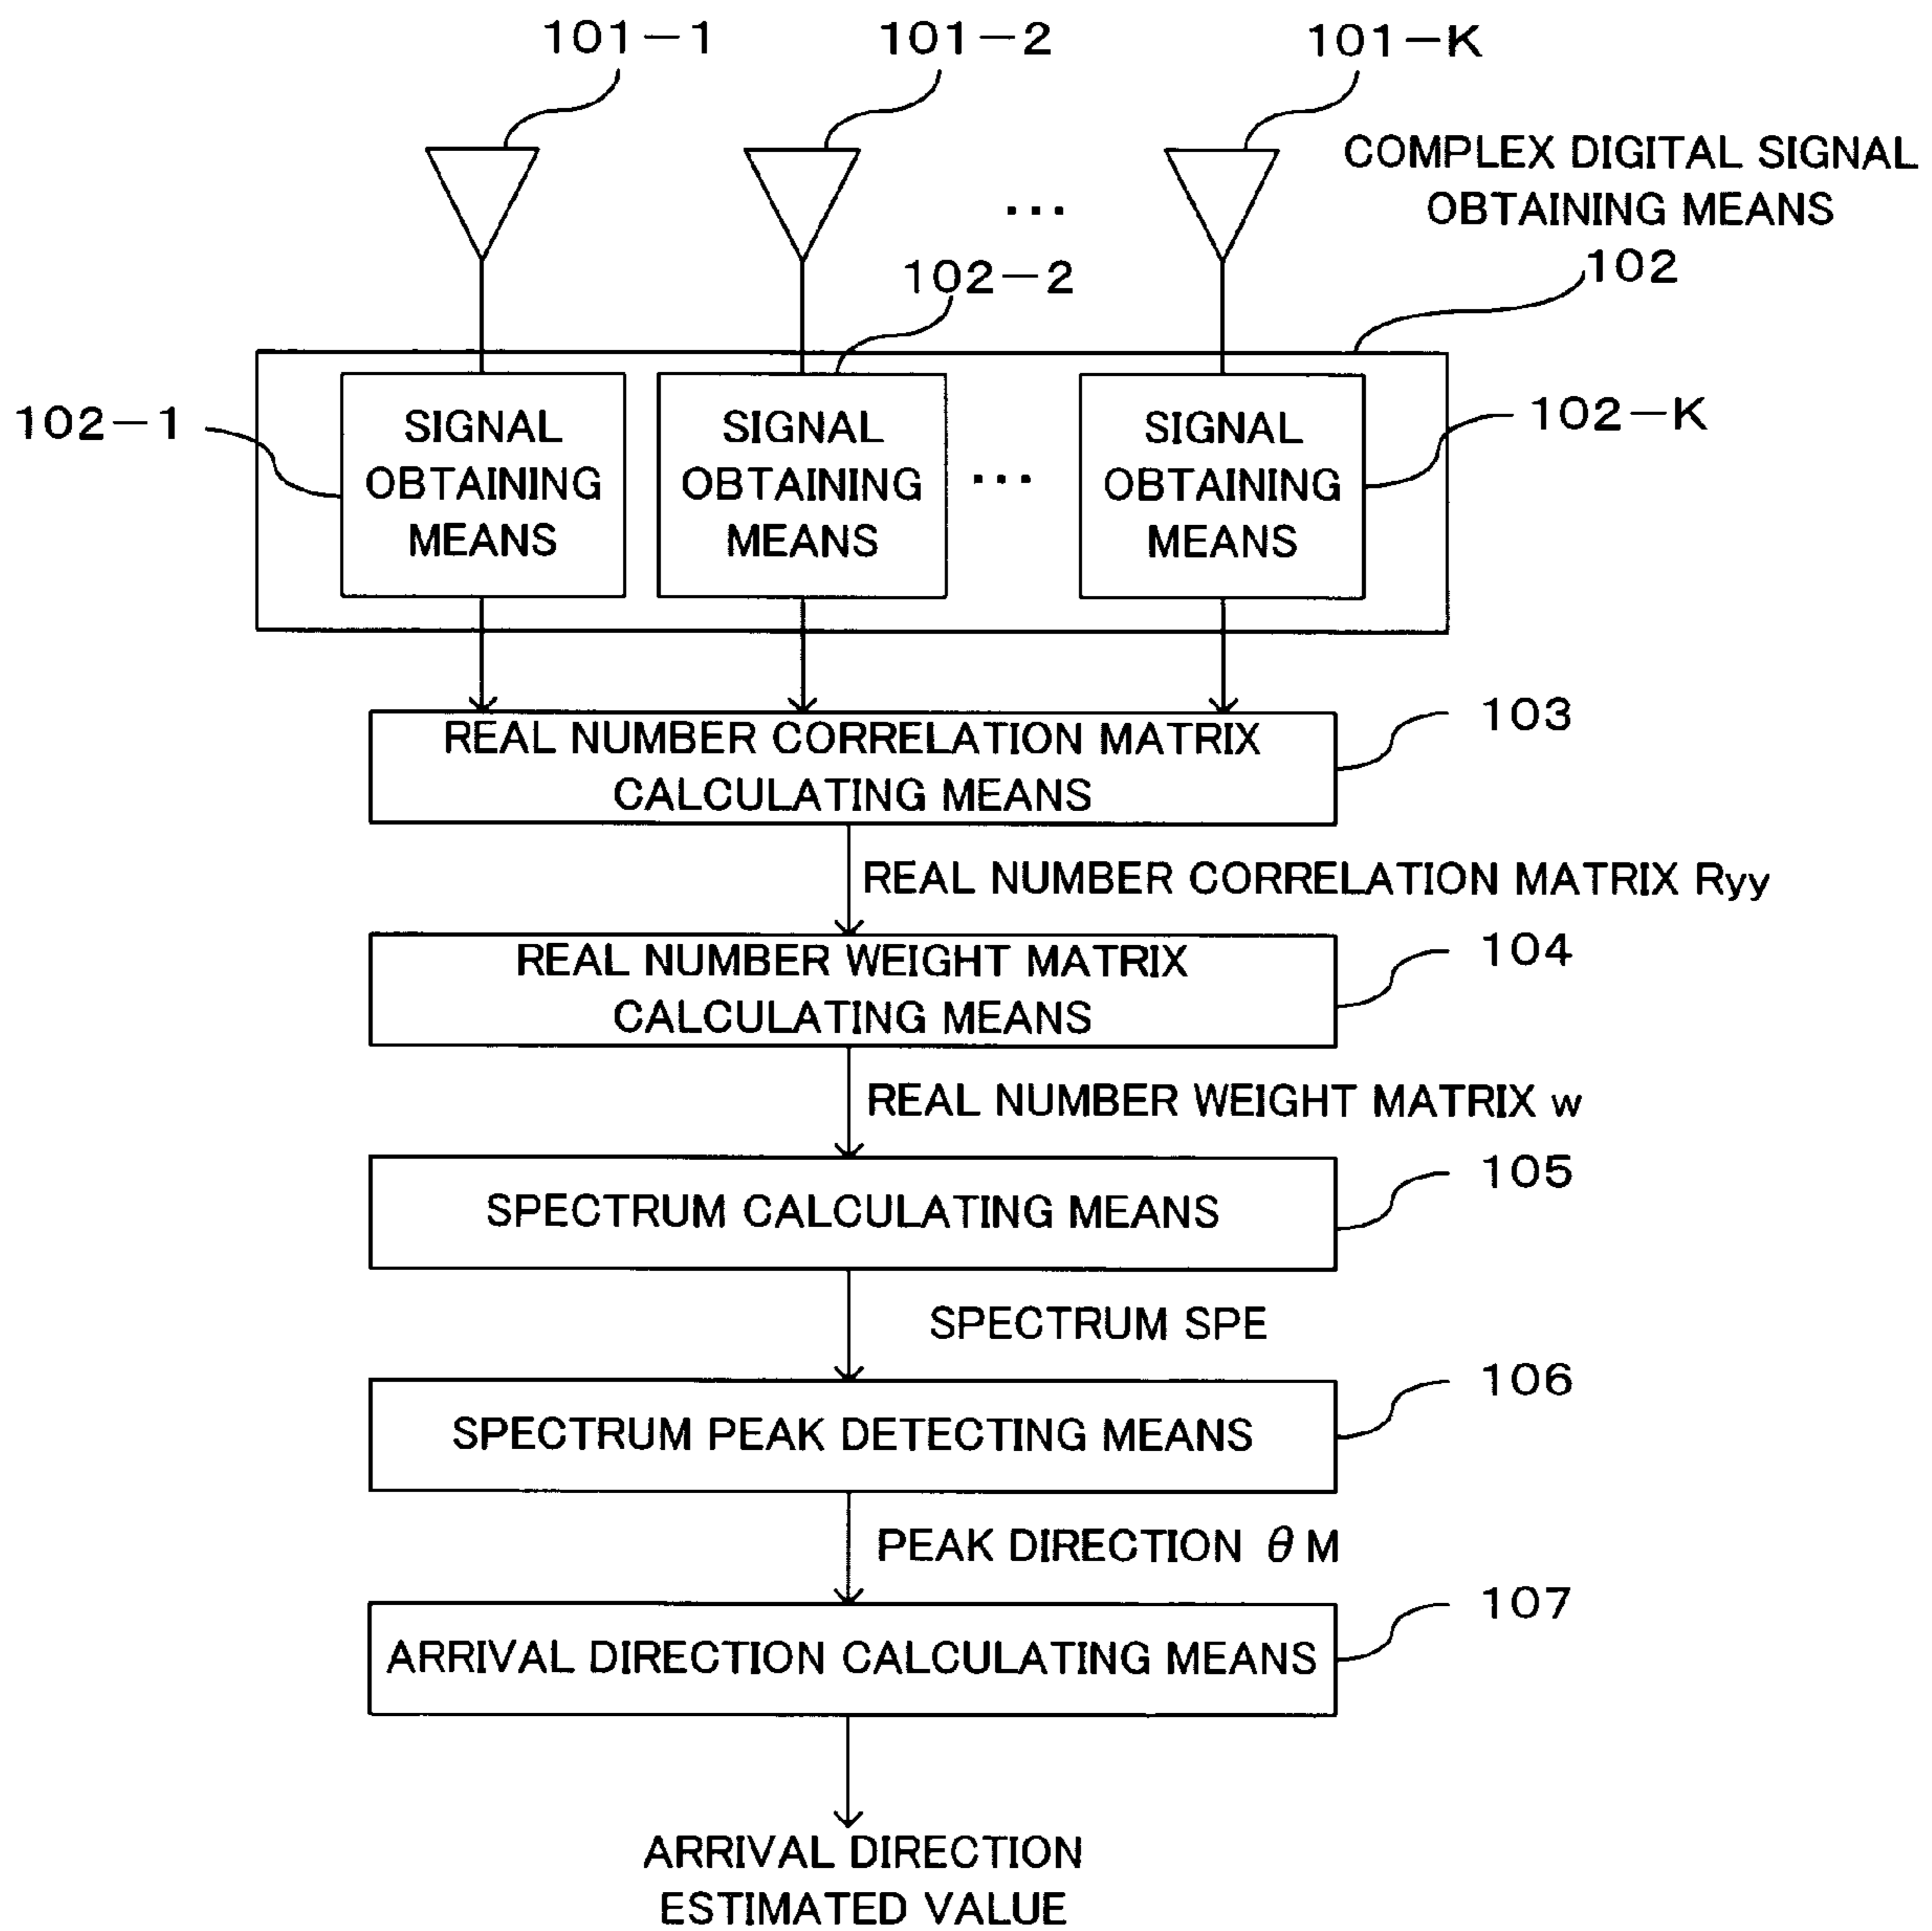 101-1
101-2
101-K
COMPLEX DIGITAL SIGNAL
OBTAINING MEANS
102
...
102-2
102-1
SIGNAL
OBTAINING
MEANS
SIGNAL
OBTAINING
MEANS
...
SIGNAL
OBTAINING
MEANS
102-K
REAL NUMBER CORRELATION MATRIX
CALCULATING MEANS
103
REAL NUMBER CORRELATION MATRIX Ryy
REAL NUMBER WEIGHT MATRIX
CALCULATING MEANS
104
REAL NUMBER WEIGHT MATRIX w
SPECTRUM CALCULATING MEANS
105
SPECTRUM SPE
SPECTRUM PEAK DETECTING MEANS
106
PEAK DIRECTION θ M
ARRIVAL DIRECTION CALCULATING MEANS
107
ARRIVAL DIRECTION
ESTIMATED VALUE